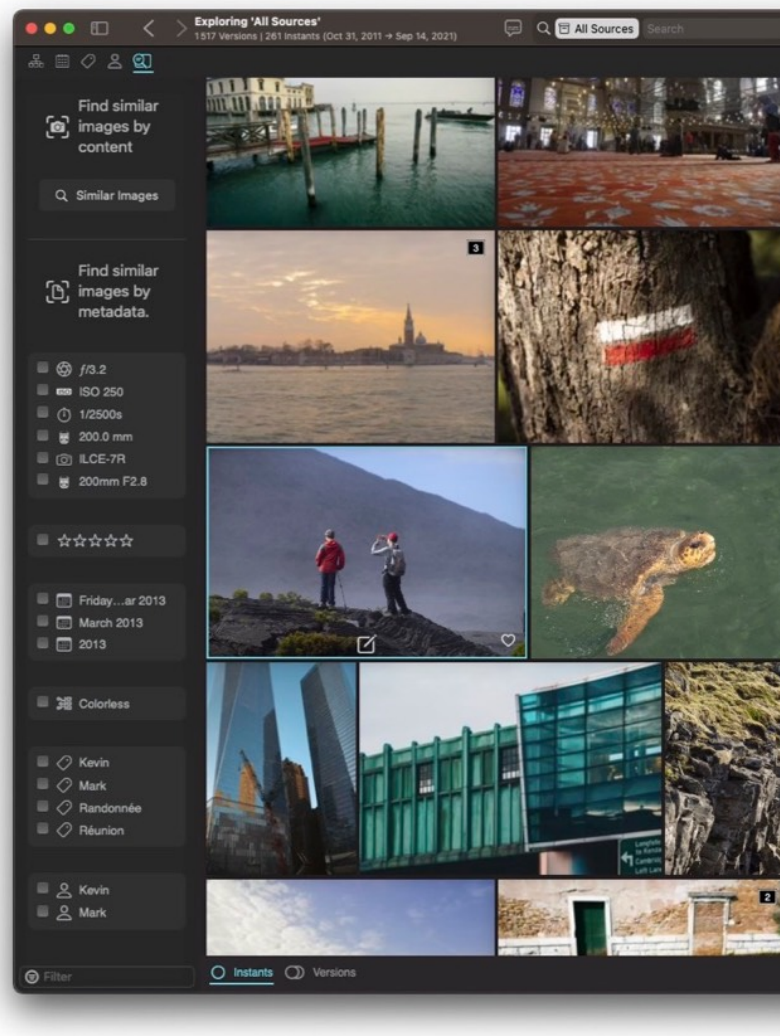 Exploring 'All Sources'
1517 Versions | 261 Instants (Oct 31, 2011 → Sep 14, 2021)
All Sources
Search
Find similar
images by
content
Similar Images
Find similar
images by
metadata.
3
ƒ/3.2
ISO ISO 250
1/2500s
200.0 mm
ILCE-7R
200mm F2.8
Friday...ar 2013
March 2013
2013
Colorless
Kevin
Mark
Randonnée
Réunion
Kevin
Mark
Left Lane
2
Filter
Instants
Versions